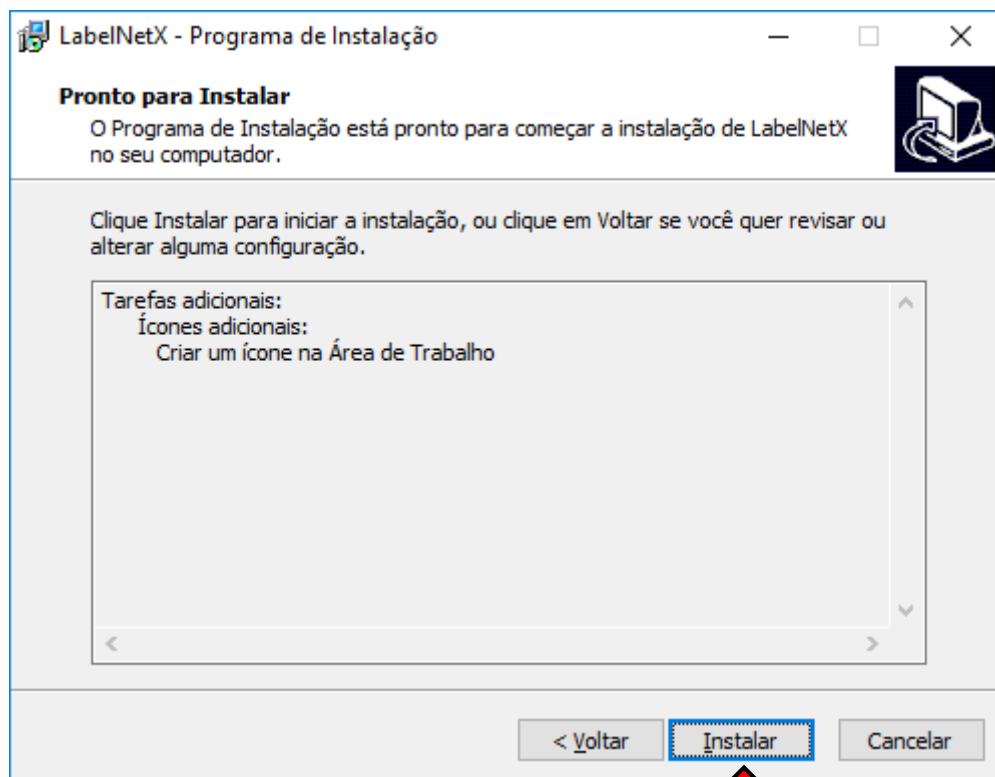 LabelNetX - Programa de Instalação
Pronto para Instalar
O Programa de Instalação está pronto para começar a instalação de LabelNetX
no seu computador.
Clique Instalar para iniciar a instalação, ou clique em Voltar se você quer revisar ou
alterar alguma configuração.
Tarefas adicionais:
Ícones adicionais:
Criar um ícone na Área de Trabalho
< Voltar
Instalar
Cancelar